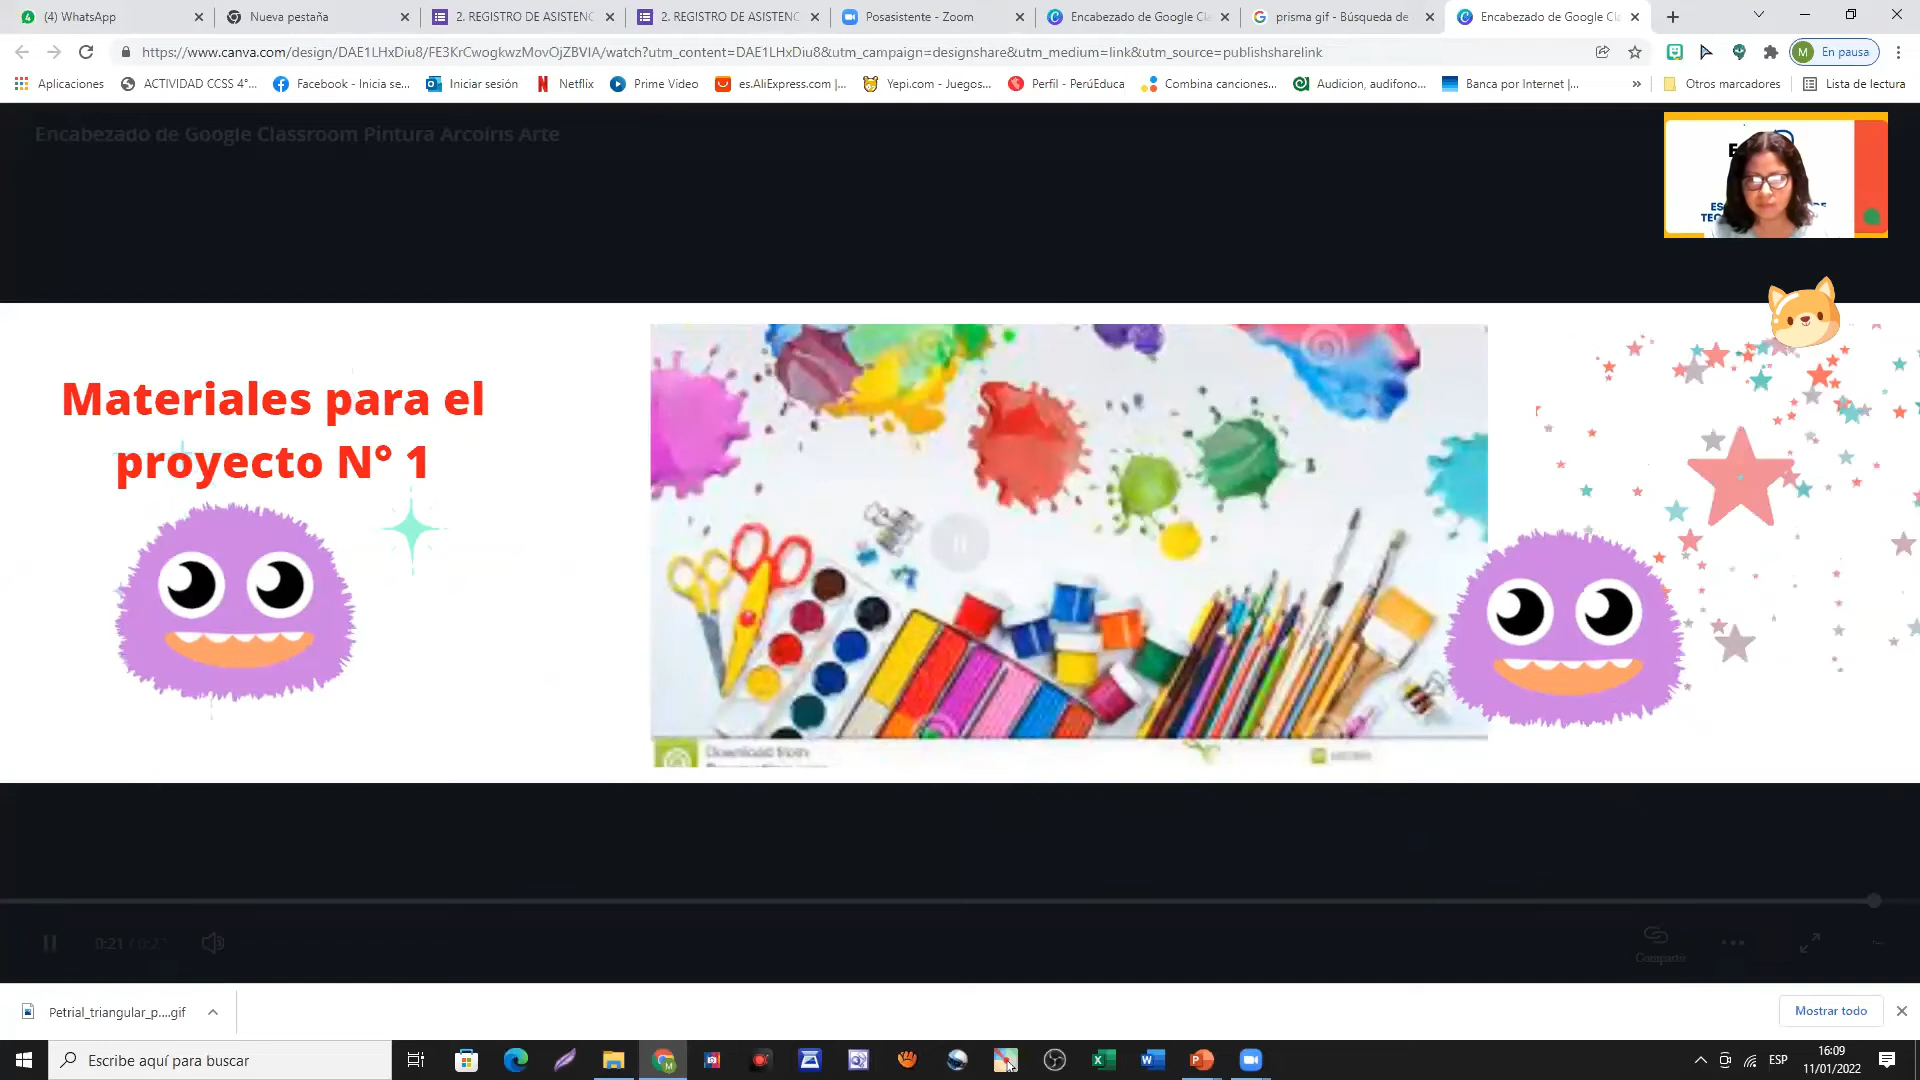 (4) WhatsApp
Nueva pestaña
2. REGISTRO DE ASISTENC
2. REGISTRO DE ASISTENC
Posasistente - Zoom
Encabezado de Google Cl
prisma gif - Búsqueda de
Encabezado de Google Cl
https://www.canva.com/design/DAE1LHxDiu8/FE3KrCwogkwzMovOjZBVIA/watch?utm_content=DAE1LHxDiu8&utm_campaign=designshare&utm_medium=link&utm_source=publishsharelink
M En pausa
Aplicaciones
ACTIVIDAD CCSS 4°...
Facebook - Inicia se...
Iniciar sesión
Netflix
Prime Video
es.AliExpress.com |...
Yepi.com - Juegos...
Perfil - PerúEduca
Combina canciones...
Audicion, audifono...
Banca por Internet |...
»
Otros marcadores
Lista de lectura
Encabezado de Google Classroom Pintura Arcoíris Arte
Materiales para el
proyecto N° 1
0:21
Compartir
Petrial_triangular_p....gif
Mostrar todo
Escribe aquí para buscar
ESP
16:09
11/01/2022